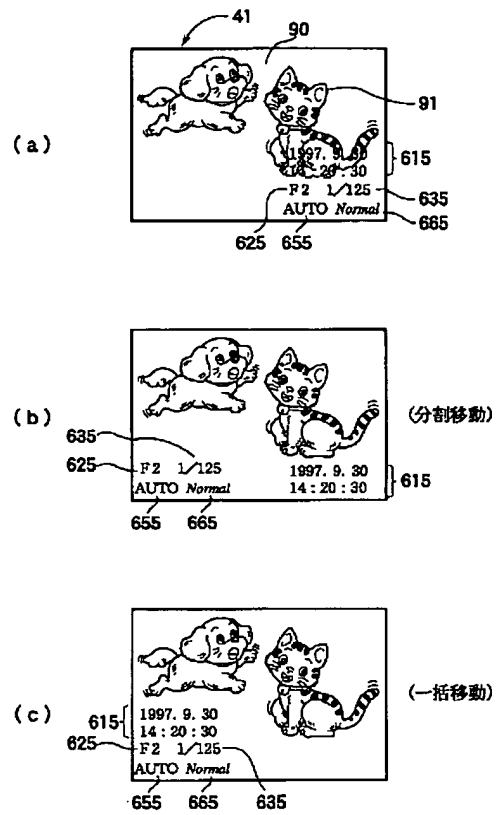 41
90
91
(a)
1997. 9. 30
14 : 20 : 30
615
F2 1/125
635
AUTO Normal
665
625
655
(b)
(分割移動)
635
625
F2 1/125
1997. 9. 30
615
AUTO Normal
14 : 20 : 30
655
665
(c)
(一括移動)
615
1997. 9. 30
14 : 20 : 30
625
F2 1/125
AUTO Normal
655
665
635